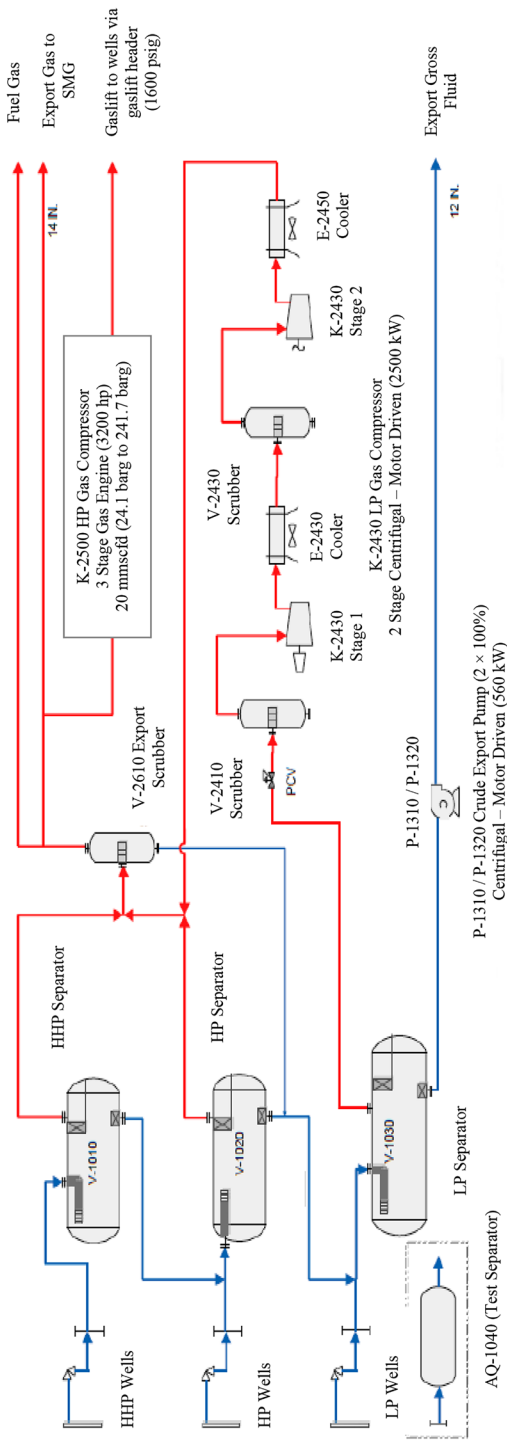 Fuel Gas
Export Gas to
SMG
14 IN.
Gaslift to wells via
gaslift header
(1600 psig)
K-2500 HP Gas Compressor
3 Stage Gas Engine (3200 hp)
20 mmscfd (24.1 barg to 241.7 barg)
V-2610 Export
Scrubber
HHP Separator
V-1010
HHP Wells
HP Separator
V-1020
HP Wells
E-2450
Cooler
K-2430
Stage 2
V-2430
Scrubber
E-2430
Cooler
K-2430
Stage 1
V-2410
Scrubber
PCV
K-2430 LP Gas Compressor
2 Stage Centrifugal – Motor Driven (2500 kW)
V-1030
LP Separator
LP Wells
P-1310 / P-1320
P-1310 / P-1320 Crude Export Pump (2 × 100%)
Centrifugal – Motor Driven (560 kW)
Export Gross
Fluid
12 IN.
AQ-1040 (Test Separator)